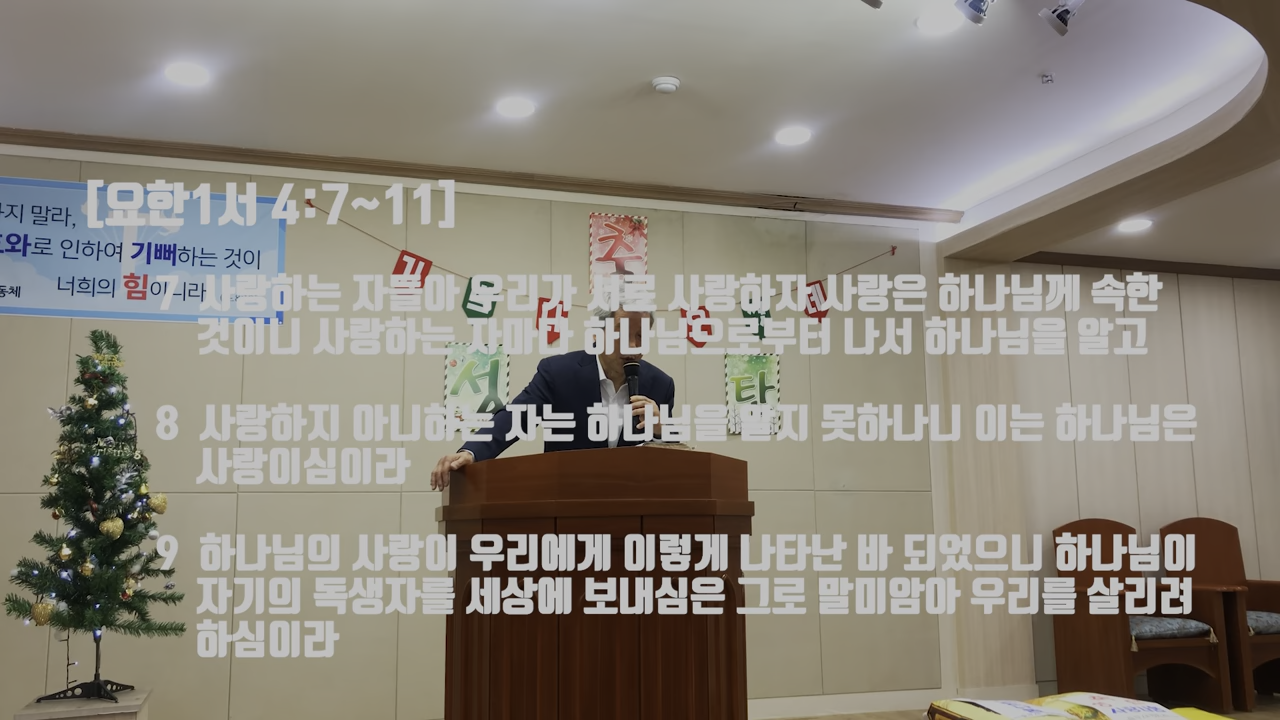 [요한1서 4:7~11]
지 말라,
로 인하여 기뻐하는 것이
너희의 힘이니라
동체
축
성
탄
7 사랑하는 자들아 우리가 서로 사랑하자 사랑은 하나님께 속한
것이니 사랑하는 자마다 하나님으로부터 나서 하나님을 알고
8 사랑하지 아니하는 자는 하나님을 알지 못하나니 이는 하나님은
사랑이심이라
9 하나님의 사랑이 우리에게 이렇게 나타난 바 되었으니 하나님이
자기의 독생자를 세상에 보내심은 그로 말미암아 우리를 살리려
하심이라